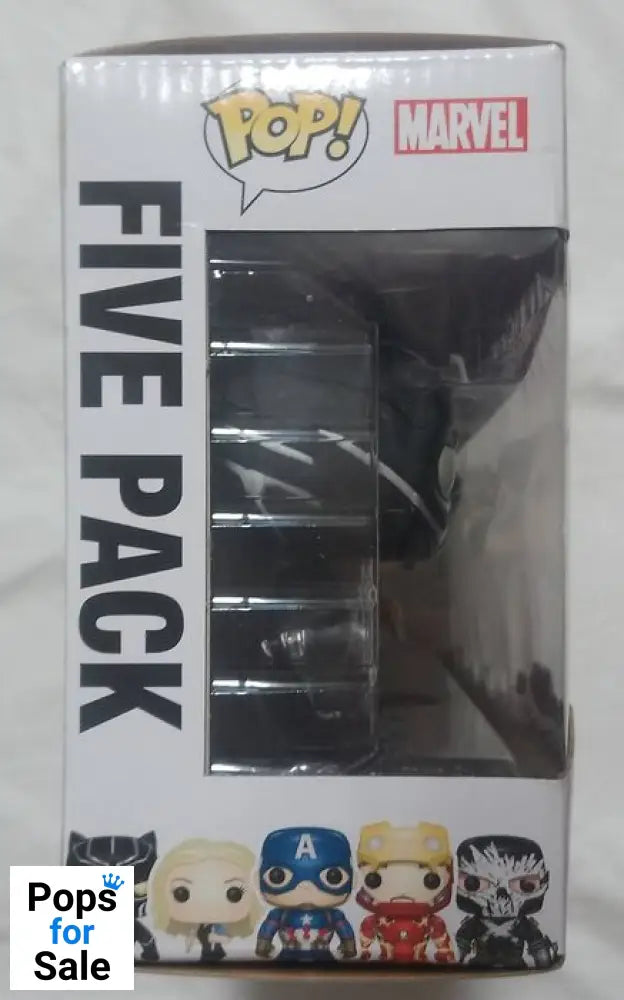 POP!
MARVEL
FIVE PACK
A
Pops
for
Sale